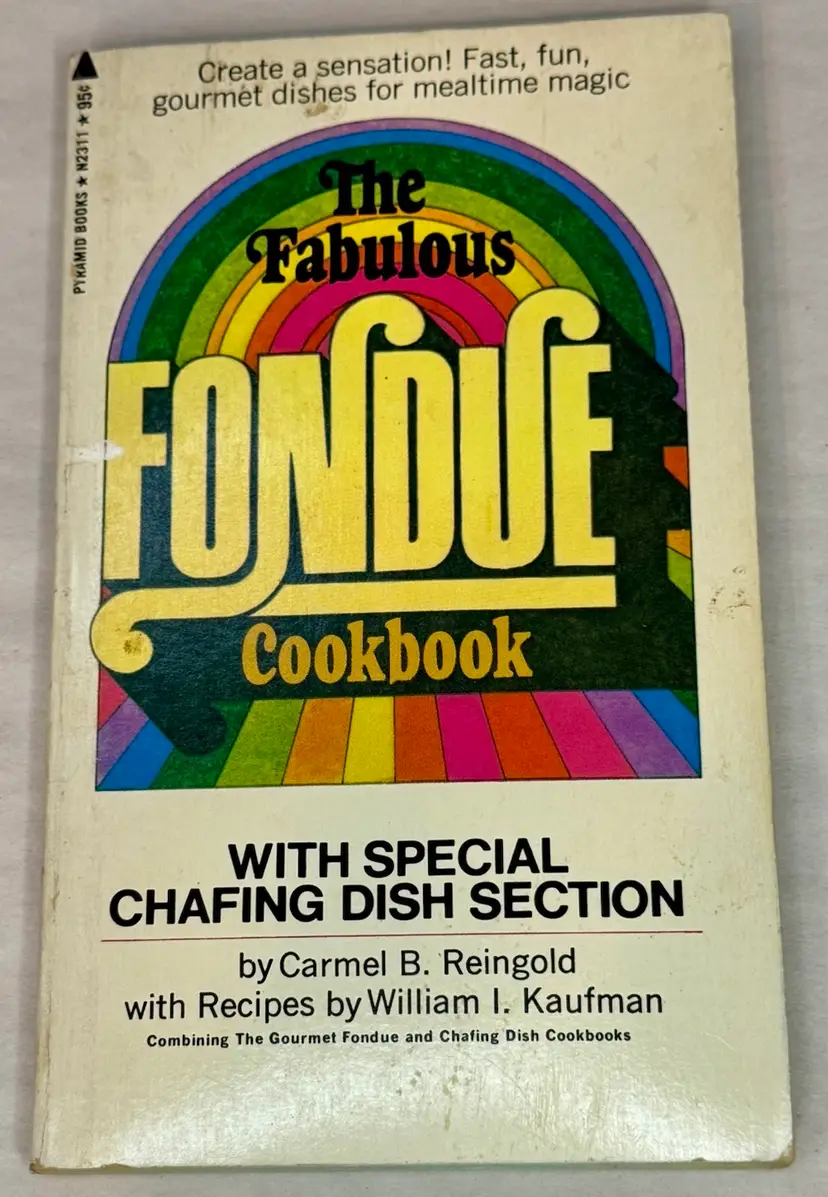 Create a sensation! Fast, fun,
gourmet dishes for mealtime magic
PYRAMID BOOKS ★ N2311 ★ 95¢
The
Fabulous
FONDUE
Cookbook
WITH SPECIAL
CHAFING DISH SECTION
by Carmel B. Reingold
with Recipes by William I. Kaufman
Combining The Gourmet Fondue and Chafing Dish Cookbooks